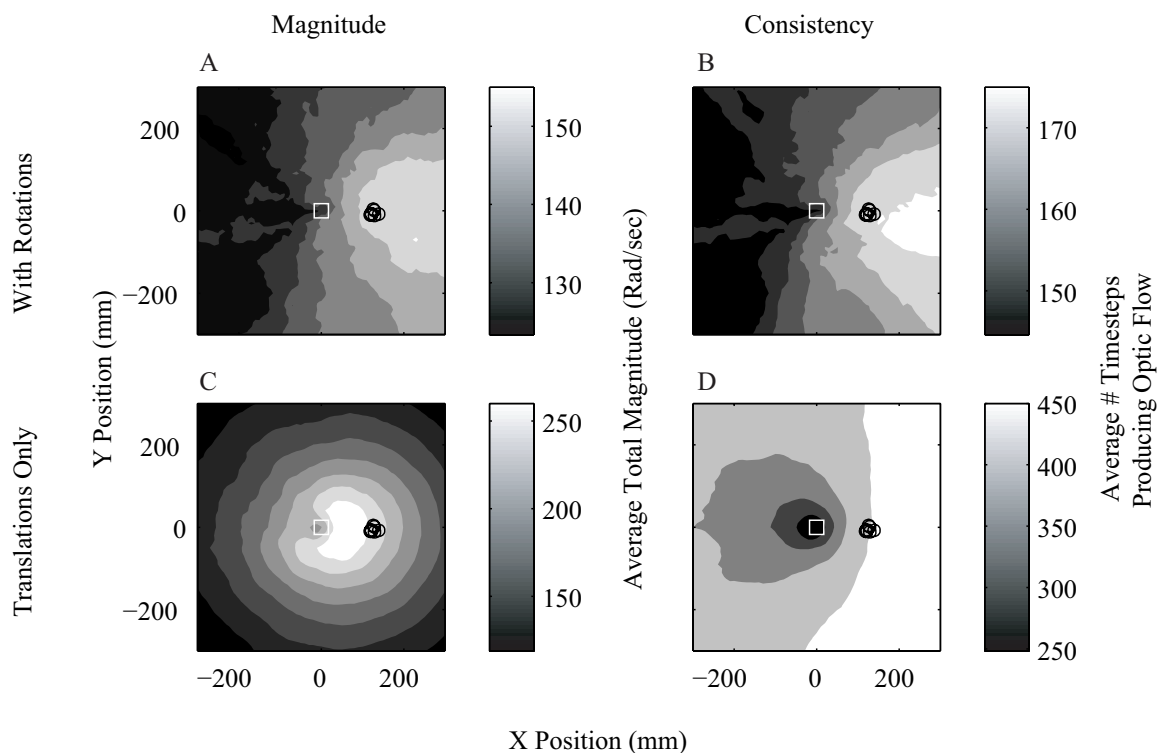 Magnitude
Consistency
A
B
With Rotations
200
0
−200
150
140
130
170
160
150
C
D
Translations Only
Y Position (mm)
200
0
−200
−200
0
200
250
200
150
Average Total Magnitude (Rad/sec)
−200
0
200
450
400
350
300
250
Average # Timesteps
Producing Optic Flow
X Position (mm)